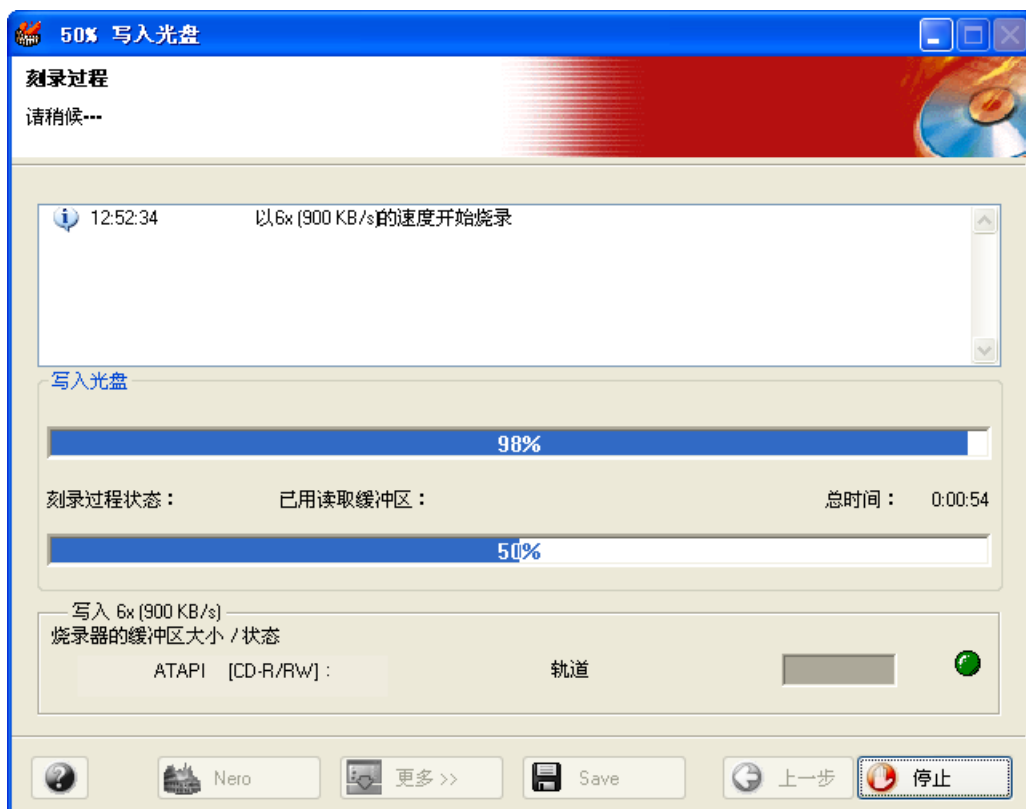 50% 写入光盘
刻录过程
请稍候---
12:52:34 以6x (900 KB/s)的速度开始烧录
写入光盘
98%
刻录过程状态： 已用读取缓冲区： 总时间： 0:00:54
50%
写入 6x (900 KB/s)
烧录器的缓冲区大小 / 状态
ATAPI [CD-R/RW] : 轨道
Nero 更多 >> Save 上一步 停止